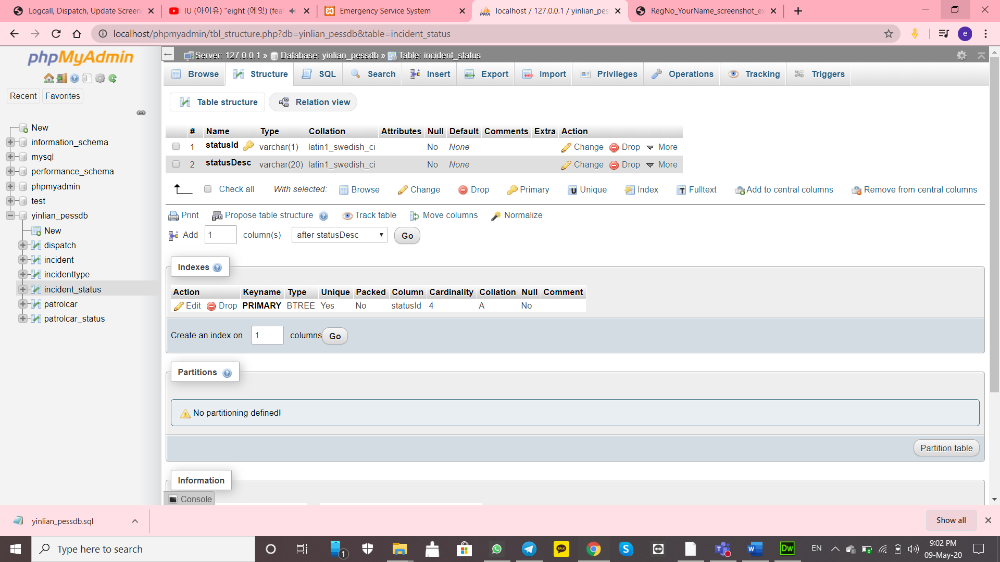 Logcall, Dispatch, Update Screens
IU (아이유) "eight (에잇) (feat
Emergency Service System
localhost / 127.0.0.1 / yinlian_pes
RegNo_YourName_screenshot_ex
localhost/phpmyadmin/tbl_structure.php?db=yinlian_pessdb&table=incident_status
e
phpMyAdmin
Recent Favorites
New
information_schema
mysql
performance_schema
phpmyadmin
test
yinlian_pessdb
New
dispatch
incident
incidenttype
incident_status
patrolcar
patrolcar_status
Server: 127.0.0.1 » Database: yinlian_pessdb » Table: incident_status
Browse Structure SQL Search Insert Export Import Privileges Operations Tracking Triggers
Table structure Relation view
# Name Type Collation Attributes Null Default Comments Extra Action
1 statusId varchar(1) latin1_swedish_ci No None Change Drop More
2 statusDesc varchar(20) latin1_swedish_ci No None Change Drop More
Check all With selected: Browse Change Drop Primary Unique Index Fulltext Add to central columns Remove from central columns
Print Propose table structure Track table Move columns Normalize
Add 1 column(s) after statusDesc Go
Indexes
Action Keyname Type Unique Packed Column Cardinality Collation Null Comment
Edit Drop PRIMARY BTREE Yes No statusId 4 A No
Create an index on 1 columns Go
Partitions
No partitioning defined!
Partition table
Information
Console
yinlian_pessdb.sql
Show all
Type here to search
1
TALK
Dw
EN
9:02 PM
09-May-20